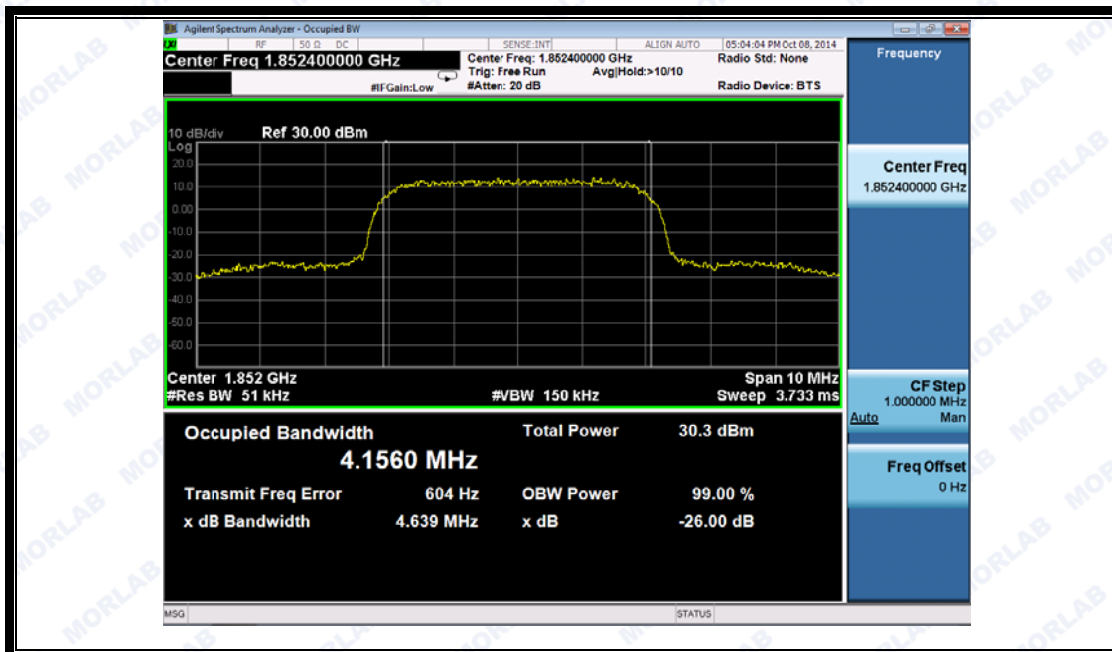 Agilent Spectrum Analyzer - Occupied BW
LXI RF 50 Ω DC SENSE:INT ALIGN AUTO 05:04:04 PM Oct 08, 2014
Center Freq 1.852400000 GHz
Center Freq: 1.852400000 GHz
Radio Std: None
Trig: Free Run Avg|Hold:>10/10
#IFGain:Low #Atten: 20 dB
Radio Device: BTS
10 dB/div Ref 30.00 dBm
Log
20.0
10.0
0.00
-10.0
-20.0
-30.0
-40.0
-50.0
-60.0
Center 1.852 GHz
Span 10 MHz
#Res BW 51 kHz
#VBW 150 kHz
Sweep 3.733 ms
Occupied Bandwidth
4.1560 MHz
Total Power 30.3 dBm
Transmit Freq Error 604 Hz
OBW Power 99.00 %
x dB Bandwidth 4.639 MHz
x dB -26.00 dB
MSG
STATUS
Frequency
Center Freq
1.852400000 GHz
CF Step
1.000000 MHz
Auto Man
Freq Offset
0 Hz
MORLAB